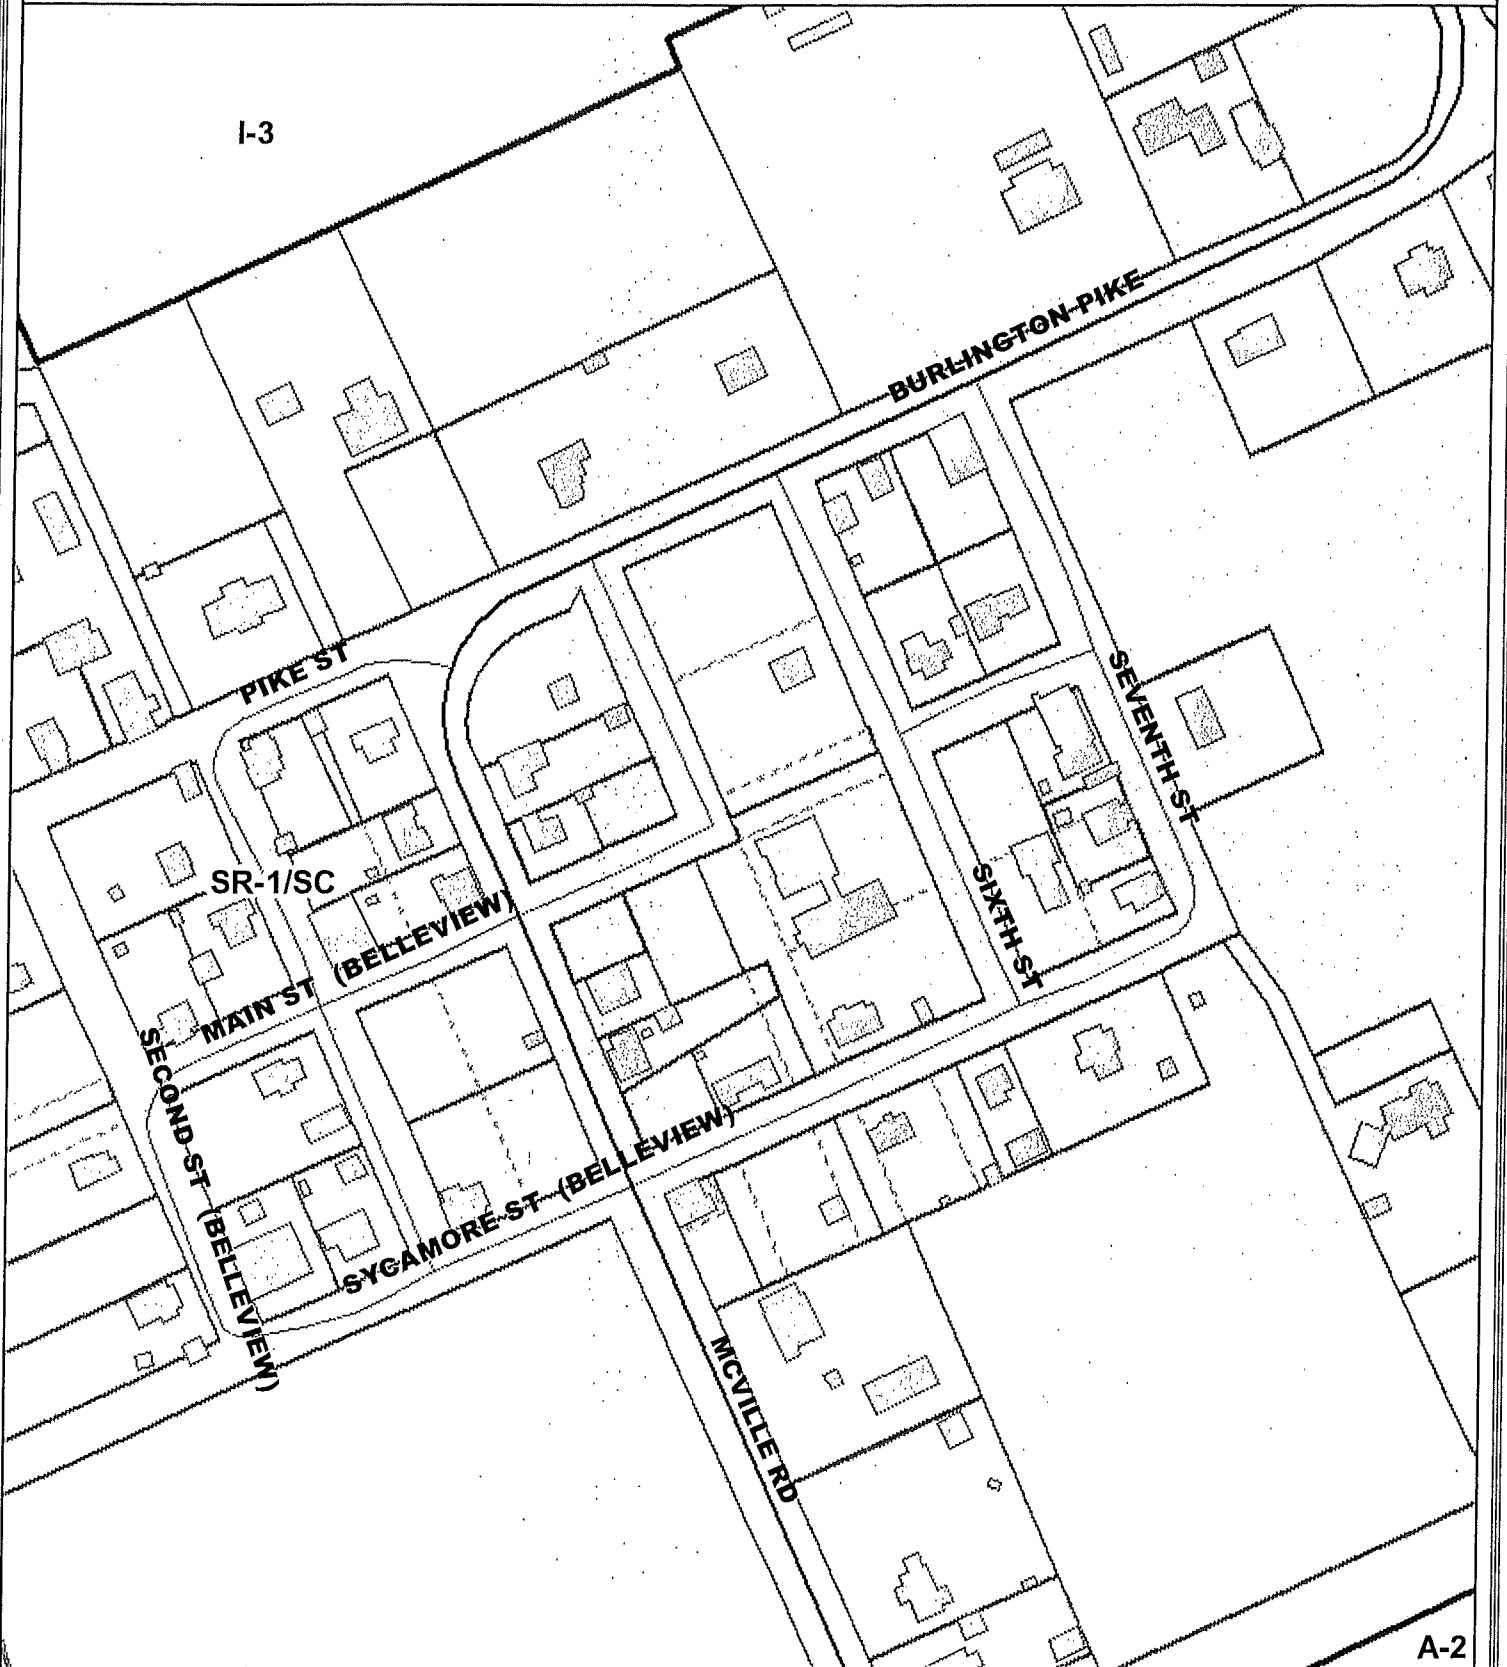 I-3
BURLINGTON PIKE
PIKE ST
SEVENTH ST
SR-1/SC
MAIN ST (BELLEVIEW)
SIXTH ST
SECOND ST (BELLEVIEW)
SYCAMORE ST (BELLEVIEW)
MCVILLE RD
A-2